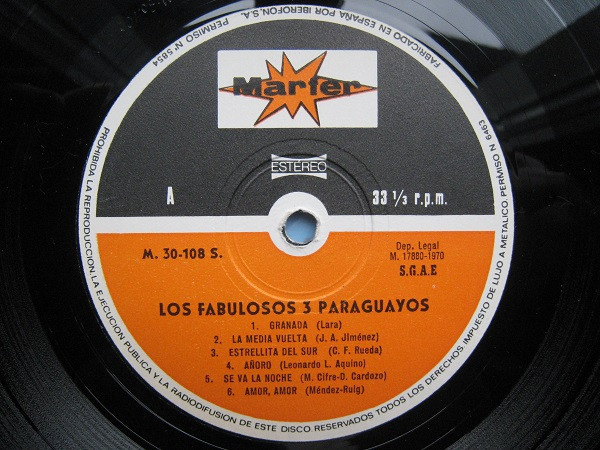 PERMISO Nº 5854
FABRICADO EN ESPAÑA POR IBEROFON, S.A.
Marfer
ESTEREO
A
33 1/3 r.p.m.
M. 30-108 S.
Dep. Legal
M. 17880-1970
S.G.A.E
LOS FABULOSOS 3 PARAGUAYOS
1. GRANADA (Lara)
2. LA MEDIA VUELTA (J. A. JIménez)
3. ESTRELLITA DEL SUR (C. F. Rueda)
4. AÑORO (Leonardo L. Aquino)
5. SE VA LA NOCHE (M. Cifre-D. Cardozo)
6. AMOR, AMOR (Méndez-Ruig)
PROHIBIDA LA REPRODUCCION, LA EJECUCION PUBLICA Y LA RADIODIFUSION DE ESTE DISCO. RESERVADOS TODOS LOS DERECHOS. IMPUESTO DE LUJO A METALICO. PERMISO N 6463